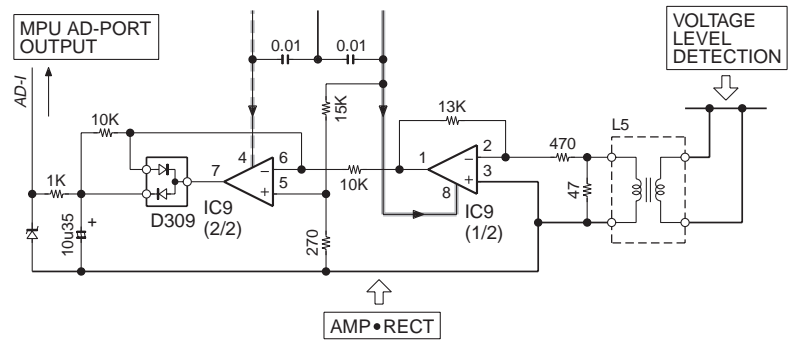 MPU AD-PORT
OUTPUT
VOLTAGE
LEVEL
DETECTION
0.01
0.01
AD-I
10K
15K
13K
L5
1K
D309
7
4
6
5
−
+
IC9
(2/2)
10K
1
2
3
8
−
+
IC9
(1/2)
470
47
10u35
+
270
AMP•RECT